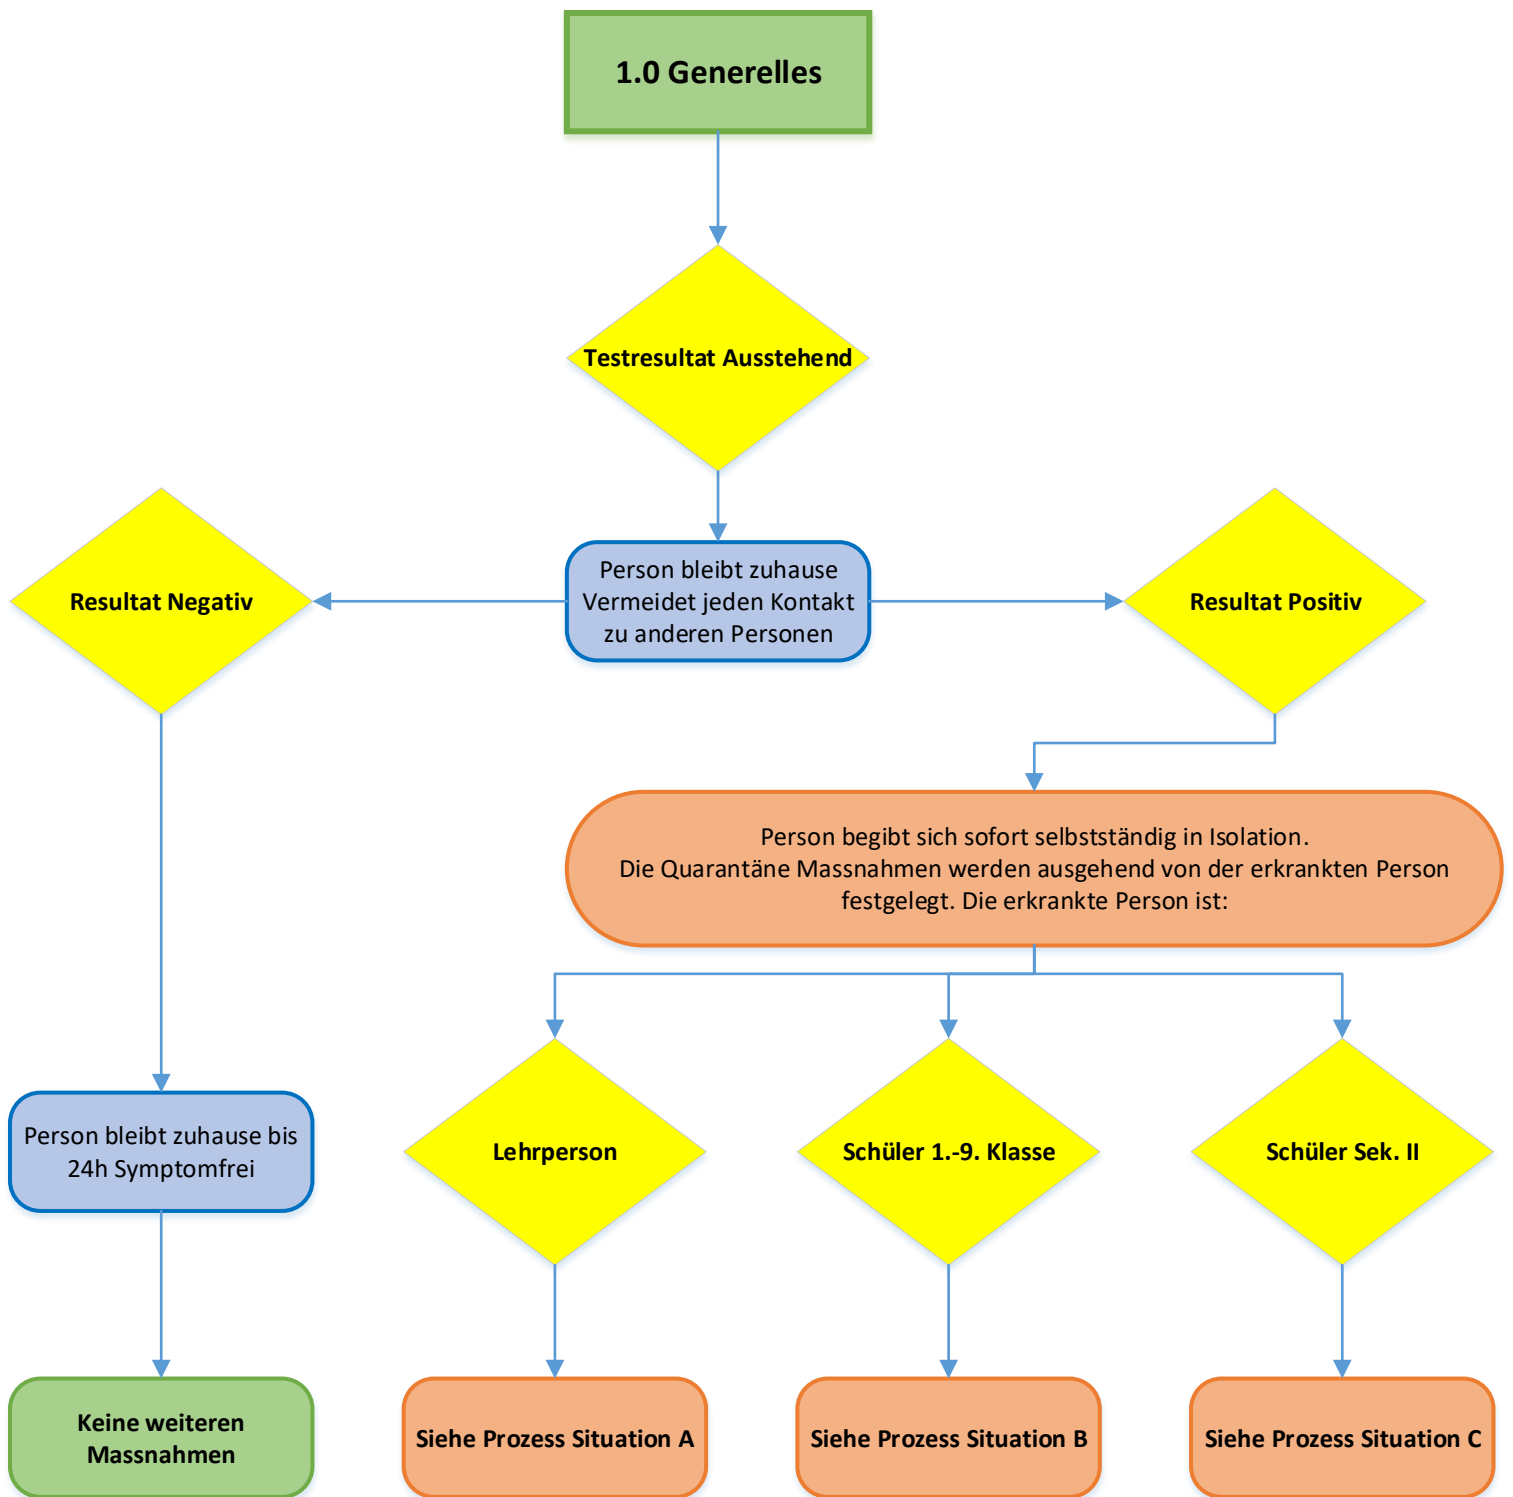 1.0 Generelles
Testresultat Ausstehend
Resultat Negativ
Person bleibt zuhause
Vermeidet jeden Kontakt
zu anderen Personen
Resultat Positiv
Person begibt sich sofort selbstständig in Isolation.
Die Quarantäne Massnahmen werden ausgehend von der erkrankten Person
festgelegt. Die erkrankte Person ist:
Person bleibt zuhause bis
24h Symptomfrei
Lehrperson
Schüler 1.-9. Klasse
Schüler Sek. II
Keine weiteren
Massnahmen
Siehe Prozess Situation A
Siehe Prozess Situation B
Siehe Prozess Situation C